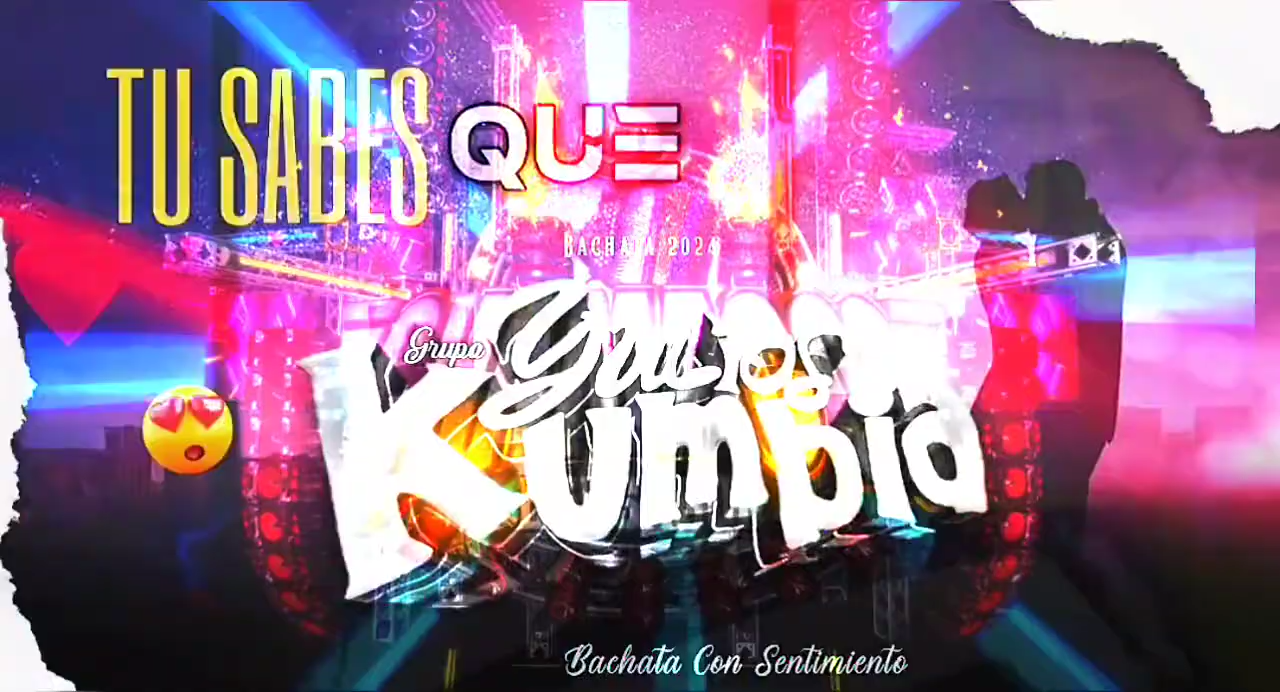 TU SABES QUE
BACHATA 2024
Grupo
Kumbia
Bachata Con Sentimiento